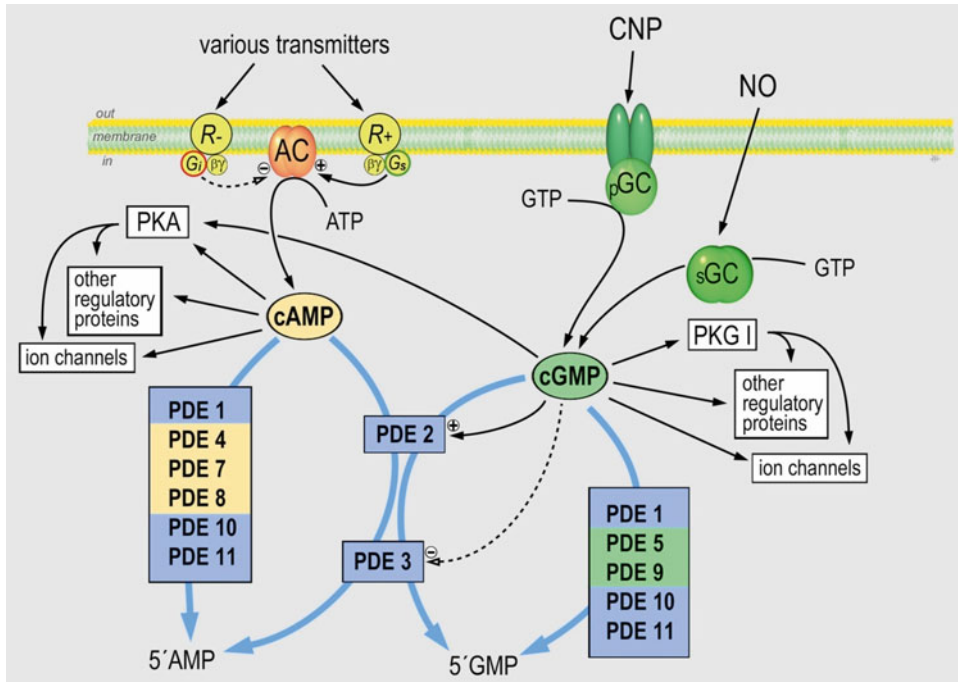 various transmitters
CNP
NO
out
membrane
in
R-
Gi βγ
AC
R+
βγ Gs
⊖
⊕
pGC
GTP
ATP
sGC
GTP
PKA
other
regulatory
proteins
ion channels
cAMP
cGMP
PKG I
other
regulatory
proteins
ion channels
PDE 1
PDE 4
PDE 7
PDE 8
PDE 10
PDE 11
PDE 2
⊕
PDE 3
⊖
PDE 1
PDE 5
PDE 9
PDE 10
PDE 11
5´AMP
5´GMP